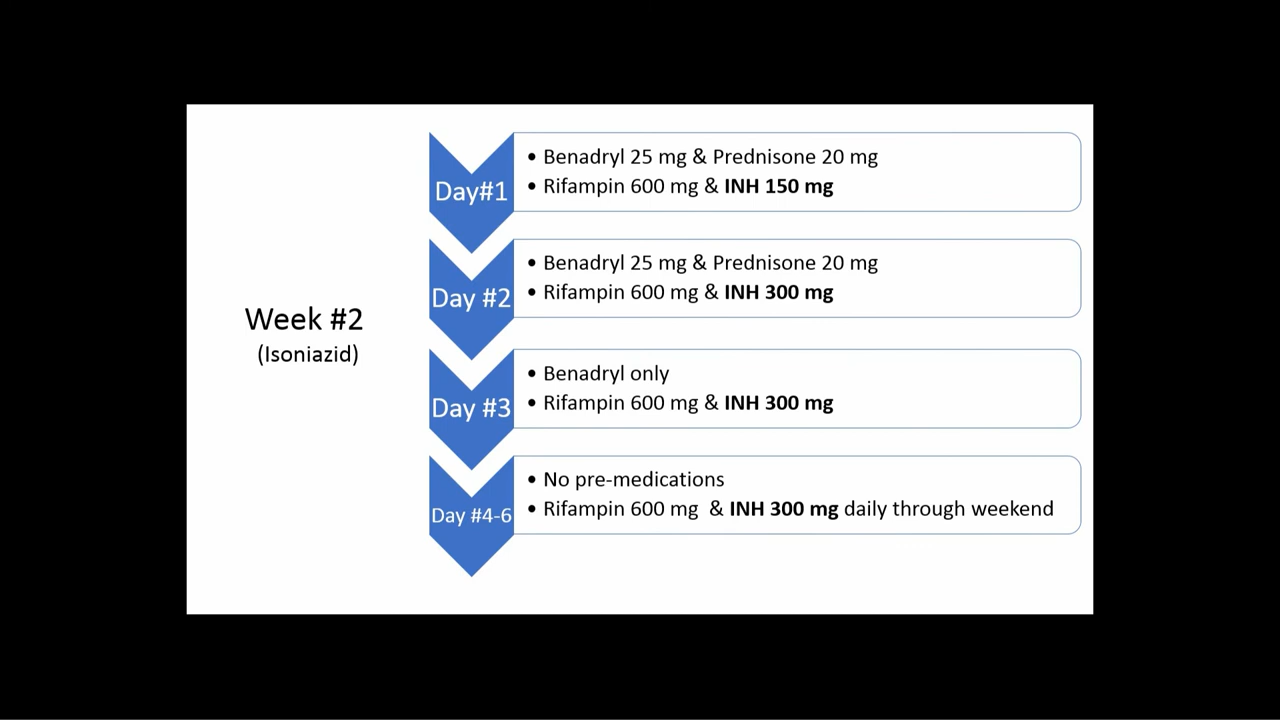 Week #2
(Isoniazid)
Day#1
• Benadryl 25 mg & Prednisone 20 mg
• Rifampin 600 mg & INH 150 mg
Day #2
• Benadryl 25 mg & Prednisone 20 mg
• Rifampin 600 mg & INH 300 mg
Day #3
• Benadryl only
• Rifampin 600 mg & INH 300 mg
Day #4-6
• No pre-medications
• Rifampin 600 mg & INH 300 mg daily through weekend